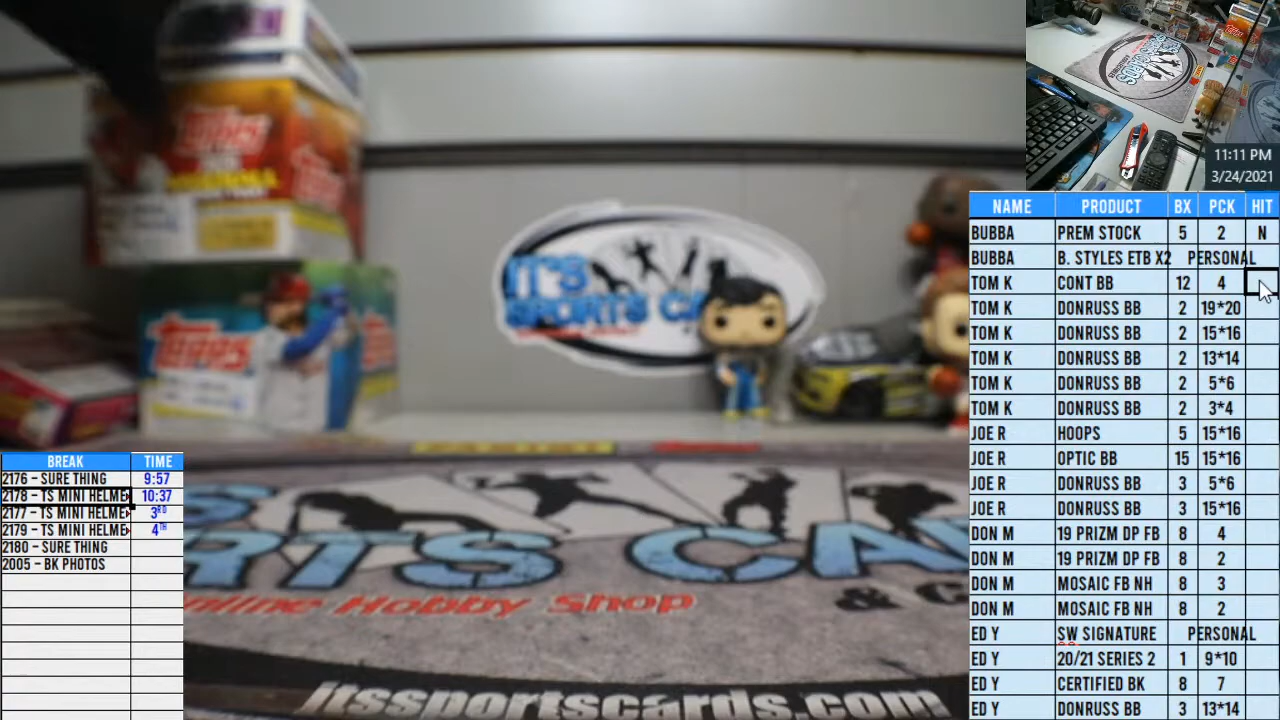 11:11 PM
3/24/2021
NAME PRODUCT BX PCK HIT
BUBBA PREM STOCK 5 2 N
BUBBA B. STYLES ETB X2 PERSONAL
TOM K CONT BB 12 4
TOM K DONRUSS BB 2 19*20
TOM K DONRUSS BB 2 15*16
TOM K DONRUSS BB 2 13*14
TOM K DONRUSS BB 2 5*6
TOM K DONRUSS BB 2 3*4
JOE R HOOPS 5 15*16
JOE R OPTIC BB 15 15*16
JOE R DONRUSS BB 3 5*6
JOE R DONRUSS BB 3 15*16
DON M 19 PRIZM DP FB 8 4
DON M 19 PRIZM DP FB 8 2
DON M MOSAIC FB NH 8 3
DON M MOSAIC FB NH 8 2
ED Y SW SIGNATURE PERSONAL
ED Y 20/21 SERIES 2 1 9*10
ED Y CERTIFIED BK 8 7
ED Y DONRUSS BB 3 13*14
BREAK TIME
2176 – SURE THING 9:57
2178 – TS MINI HELME 10:37
2177 – TS MINI HELME 3RD
2179 – TS MINI HELME 4TH
2180 – SURE THING
2005 – BK PHOTOS
TOPPS
BASEBALL
TOPPS
IT'S
SPORTS CA
RTS CA
nline Hobby Shop
& C
itssportscards.com